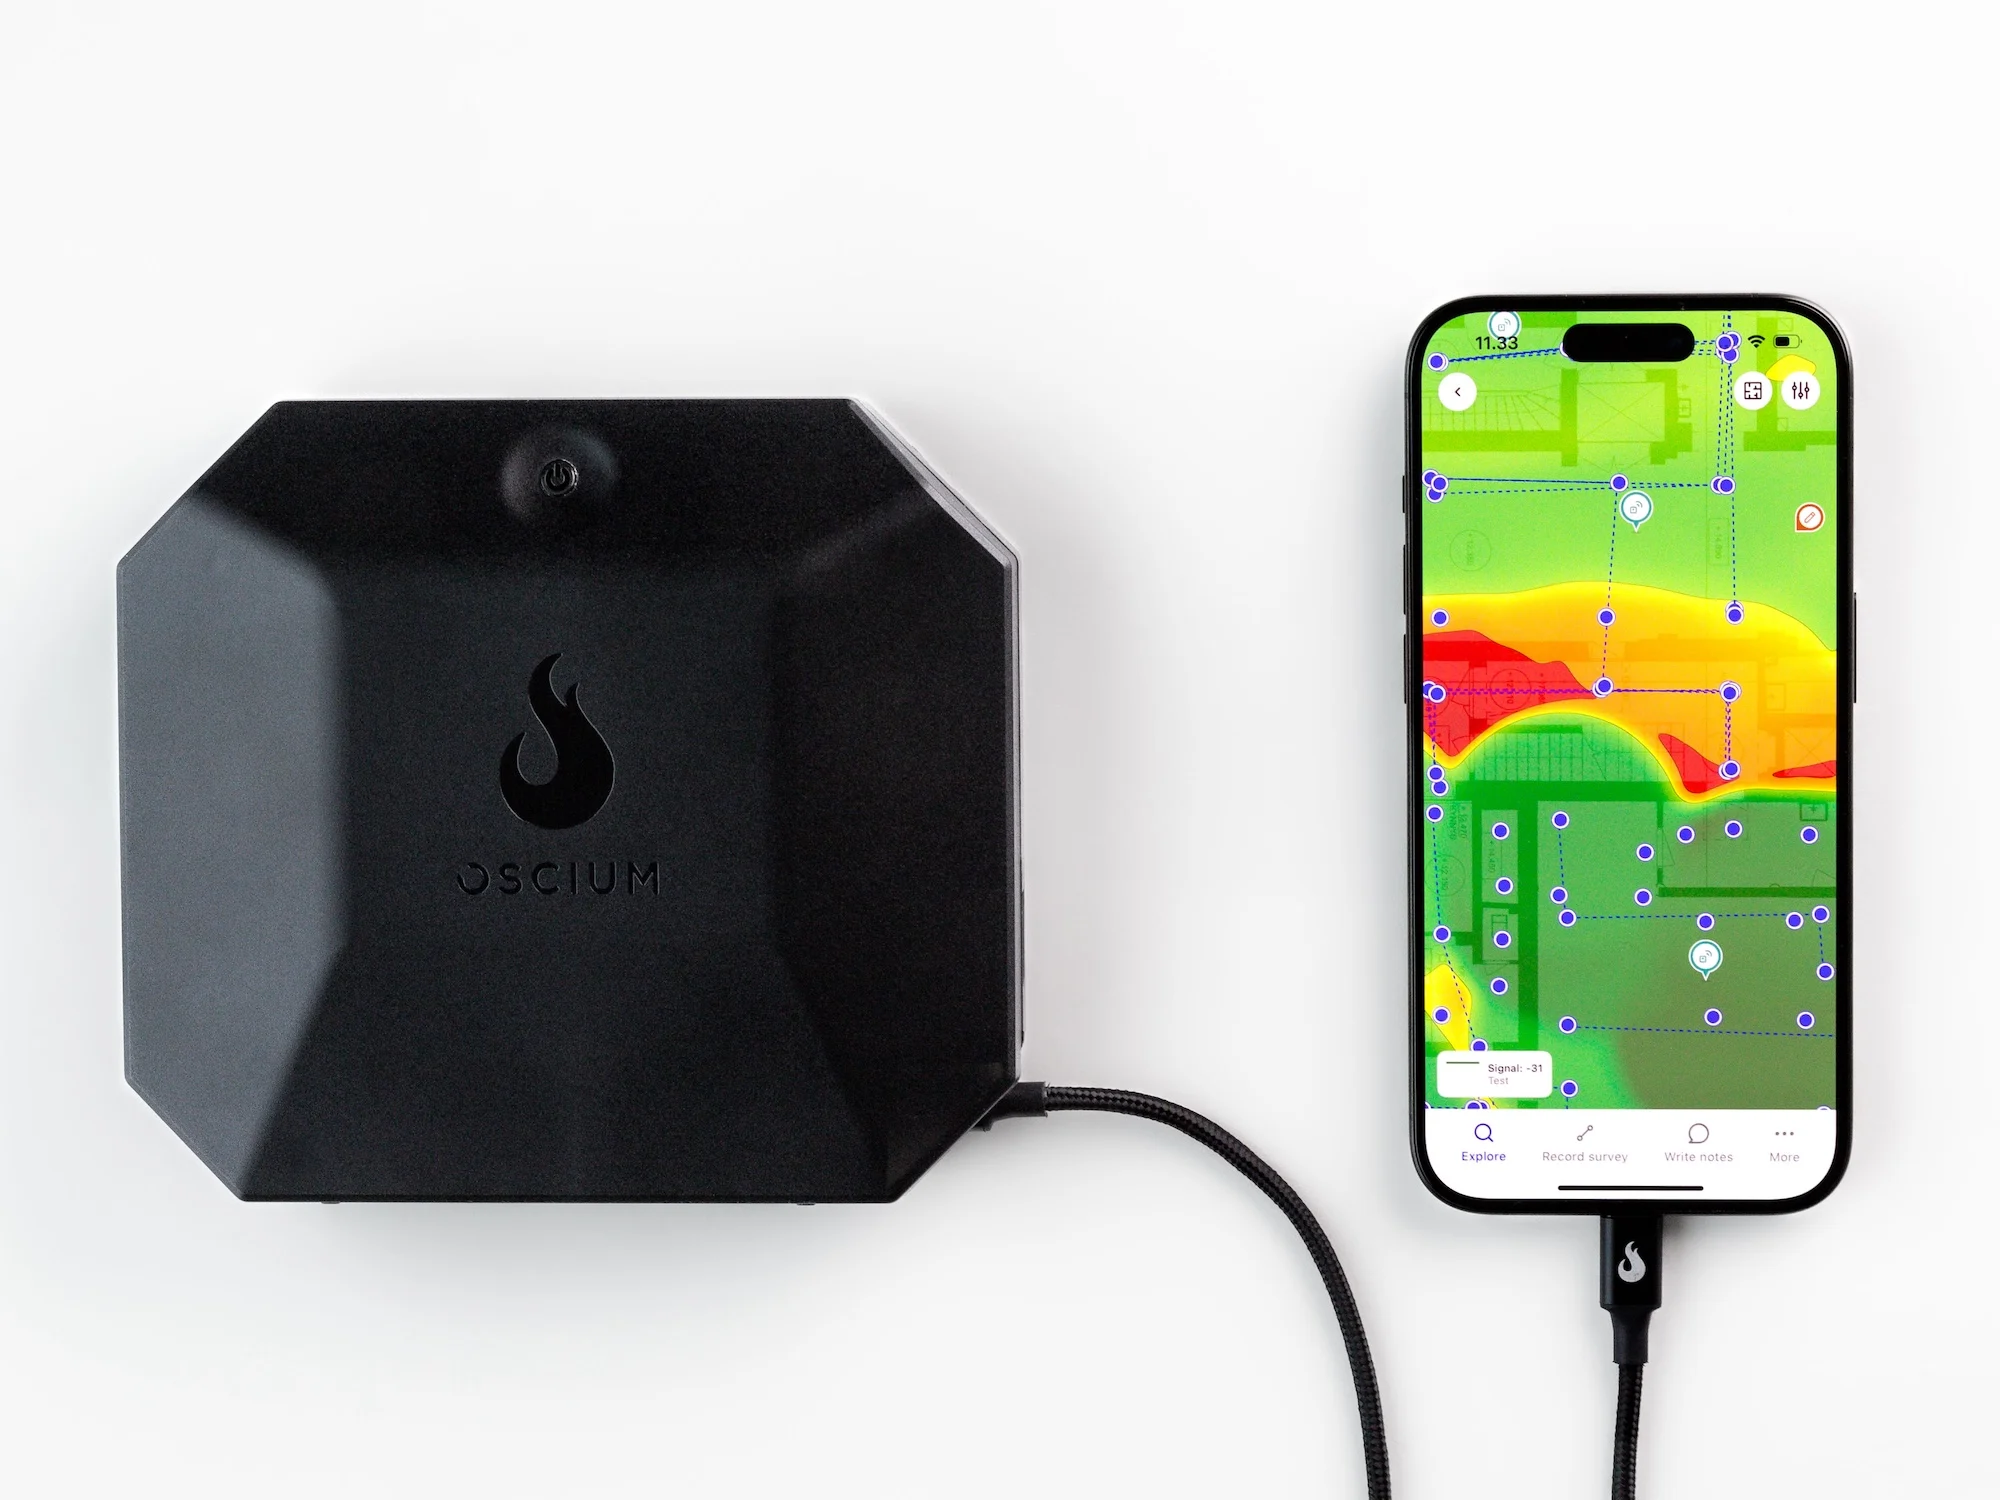 OSCIUM
11.33
Signal: -31
Test
Explore
Record survey
Write notes
More